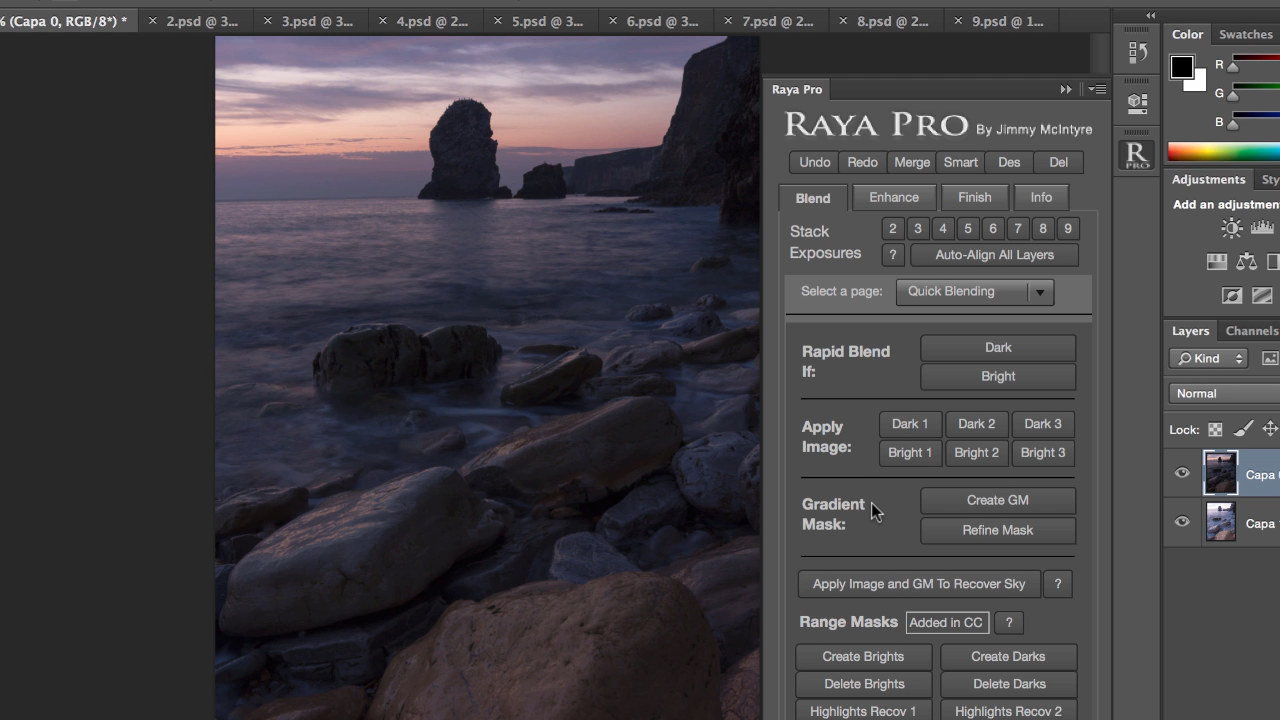 % (Capa 0, RGB/8*) * × 2.psd @ 3... × 3.psd @ 3... × 4.psd @ 2... × 5.psd @ 3... × 6.psd @ 3... × 7.psd @ 2... × 8.psd @ 2... × 9.psd @ 1...
Raya Pro
RAYA PRO By Jimmy McIntyre
Undo Redo Merge Smart Des Del
Blend Enhance Finish Info
Stack Exposures 2 3 4 5 6 7 8 9
? Auto-Align All Layers
Select a page: Quick Blending
Rapid Blend If: Dark
Bright
Apply Image: Dark 1 Dark 2 Dark 3
Bright 1 Bright 2 Bright 3
Gradient Mask: Create GM
Refine Mask
Apply Image and GM To Recover Sky ?
Range Masks Added in CC ?
Create Brights Create Darks
Delete Brights Delete Darks
Highlights Recov 1 Highlights Recov 2
R PRO
Color Swatches
R
G
B
Adjustments Sty
Add an adjustmen
Layers Channels
Kind
Normal
Lock:
Capa
Capa